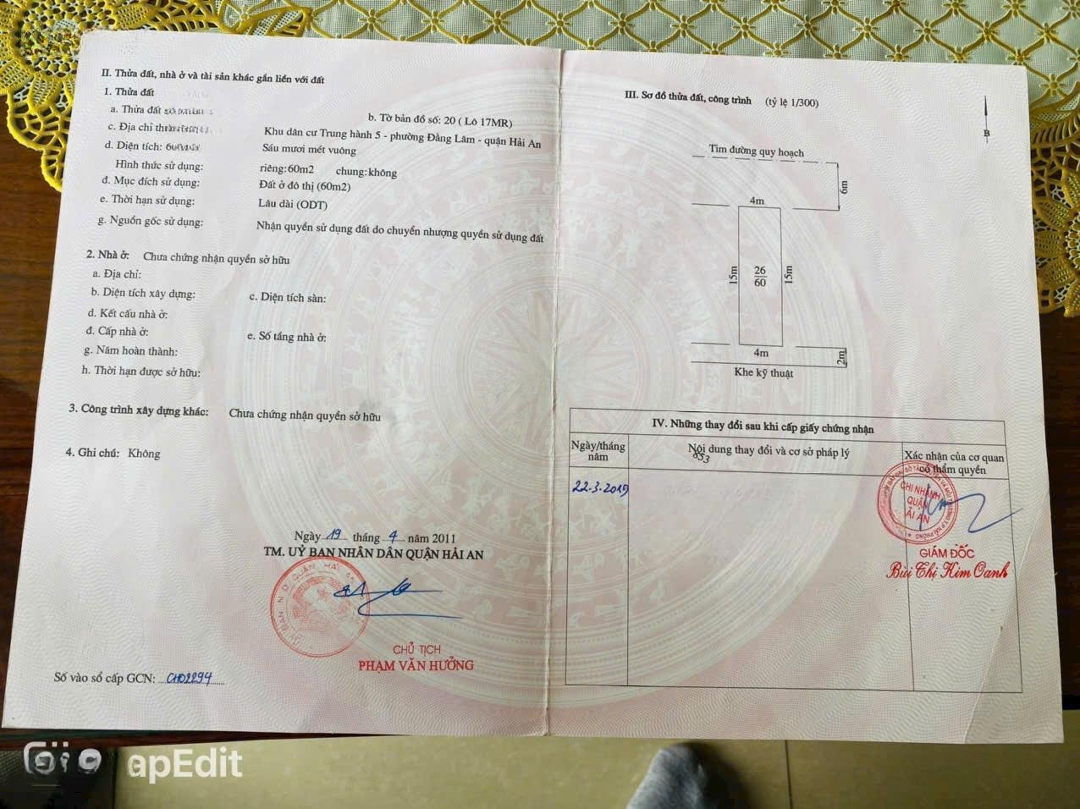 II. Thửa đất, nhà ở và tài sản khác gắn liền với đất
1. Thửa đất
a. Thửa đất
b. Tờ bản đồ số: 20 ( Lô 17MR)
c. Địa chỉ
Khu dân cư Trung hành 5 - phường Đằng Lâm - quận Hải An
d. Diện tích:
Sáu mươi mét vuông
Hình thức sử dụng:
riêng:60m2 chung:không
đ. Mục đích sử dụng:
Đất ở đô thị (60m2)
e. Thời hạn sử dụng:
Lâu dài (ODT)
g. Nguồn gốc sử dụng:
Nhận quyền sử dụng đất do chuyển nhượng quyền sử dụng đất
2. Nhà ở: Chưa chứng nhận quyền sở hữu
a. Địa chỉ:
b. Diện tích xây dựng:
c. Diện tích sàn:
d. Kết cấu nhà ở:
đ. Cấp nhà ở:
e. Số tầng nhà ở:
g. Năm hoàn thành:
h. Thời hạn được sở hữu:
3. Công trình xây dựng khác: Chưa chứng nhận quyền sở hữu
4. Ghi chú: Không
Ngày 19 tháng 4 năm 2011
TM. UỶ BAN NHÂN DÂN QUẬN HẢI AN
CHỦ TỊCH
PHẠM VĂN HƯỞNG
Số vào sổ cấp GCN: CH02294
III. Sơ đồ thửa đất, công trình (tỷ lệ 1/300)
B
Tim đường quy hoạch
6m
4m
15m
26
60
15m
4m
2m
Khe kỹ thuật
IV. Những thay đổi sau khi cấp giấy chứng nhận
Ngày/tháng năm
Nội dung thay đổi và cơ sở pháp lý
853
Xác nhận của cơ quan
có thẩm quyền
22.3.2019
CHI NHÁNH
QUẬN
HẢI AN
GIÁM ĐỐC
Bùi Thị Kim Oanh
apEdit